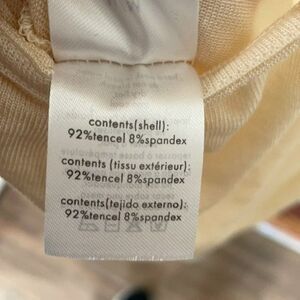 contents(shell):
92%tencel 8%spandex
contents (tissu extérieur):
92%tencel 8%spandex
contents(tejido externo):
92%tencel 8%spandex